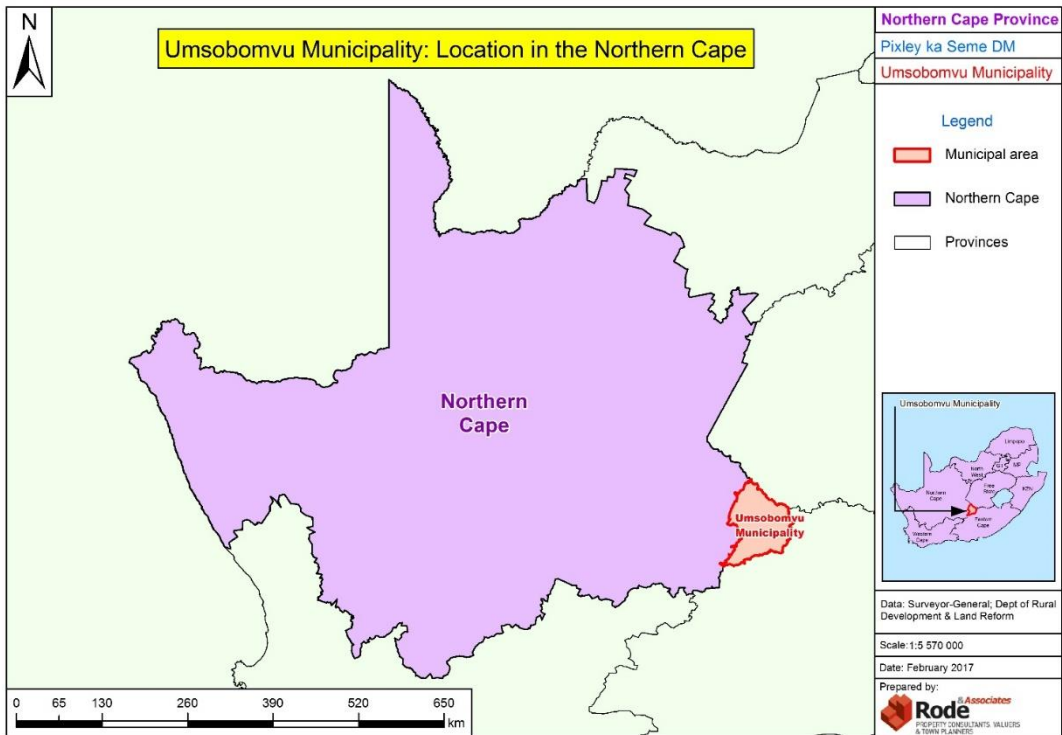 N
Umsobomvu Municipality: Location in the Northern Cape
Northern Cape Province
Pixley ka Seme DM
Umsobomvu Municipality
Legend
Municipal area
Northern Cape
Provinces
Northern
Cape
Umsobomvu
Municipality
Umsobomvu Municipality
Limpopo
North
West
MP
Free
State
KZN
Northern
Cape
Eastern
Cape
Western
Cape
Data: Surveyor-General; Dept of Rural
Development & Land Reform
Scale:1:5 570 000
Date: February 2017
Prepared by:
& Associates
Rode
PROPERTY CONSULTANTS, VALUERS
& TOWN PLANNERS
0 65 130 260 390 520 650
km